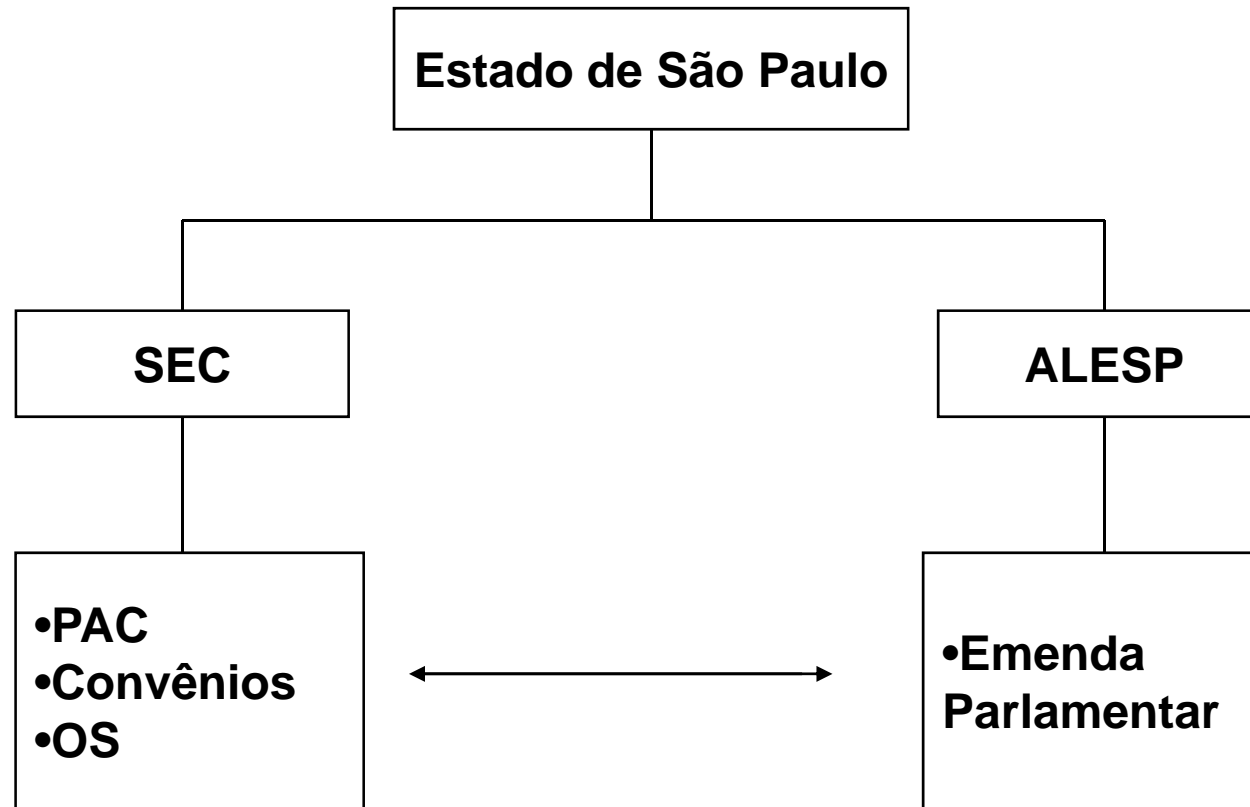 Estado de São Paulo
SEC
ALESP
•PAC
•Convênios
•OS
•Emenda
Parlamentar